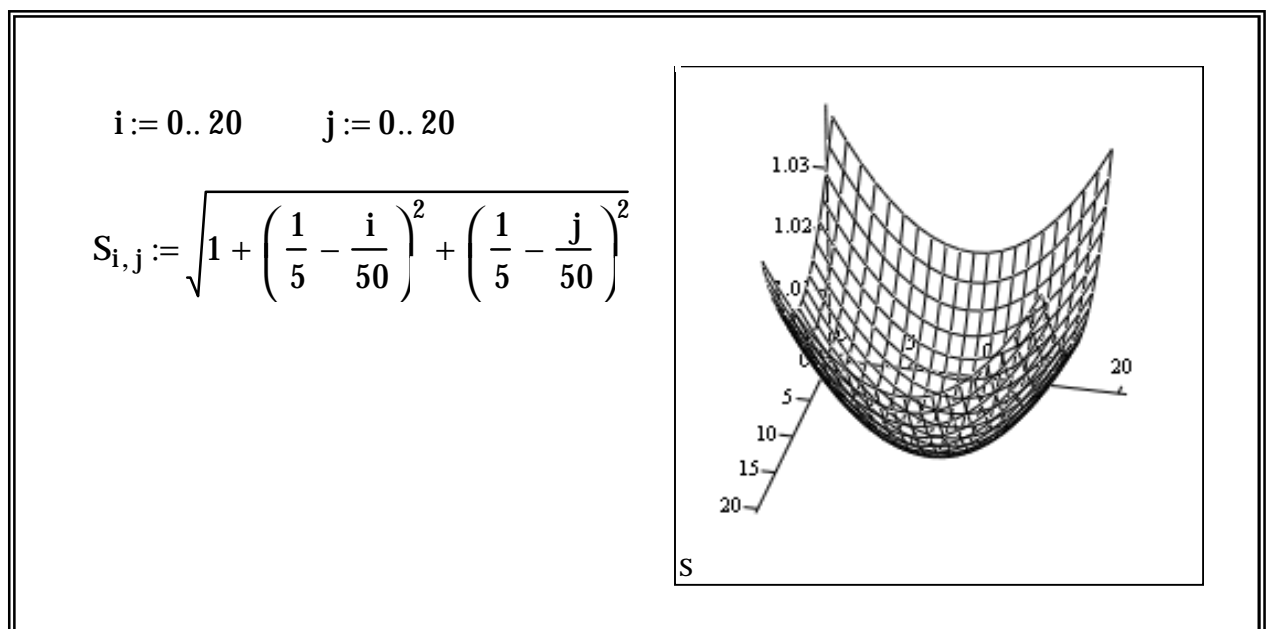 i := 0.. 20 j := 0.. 20
S_{i, j} := √(1 + (1/5 − i/50)^2 + (1/5 − j/50)^2)
1.03
1.02
0
5
10
15
20
20
S